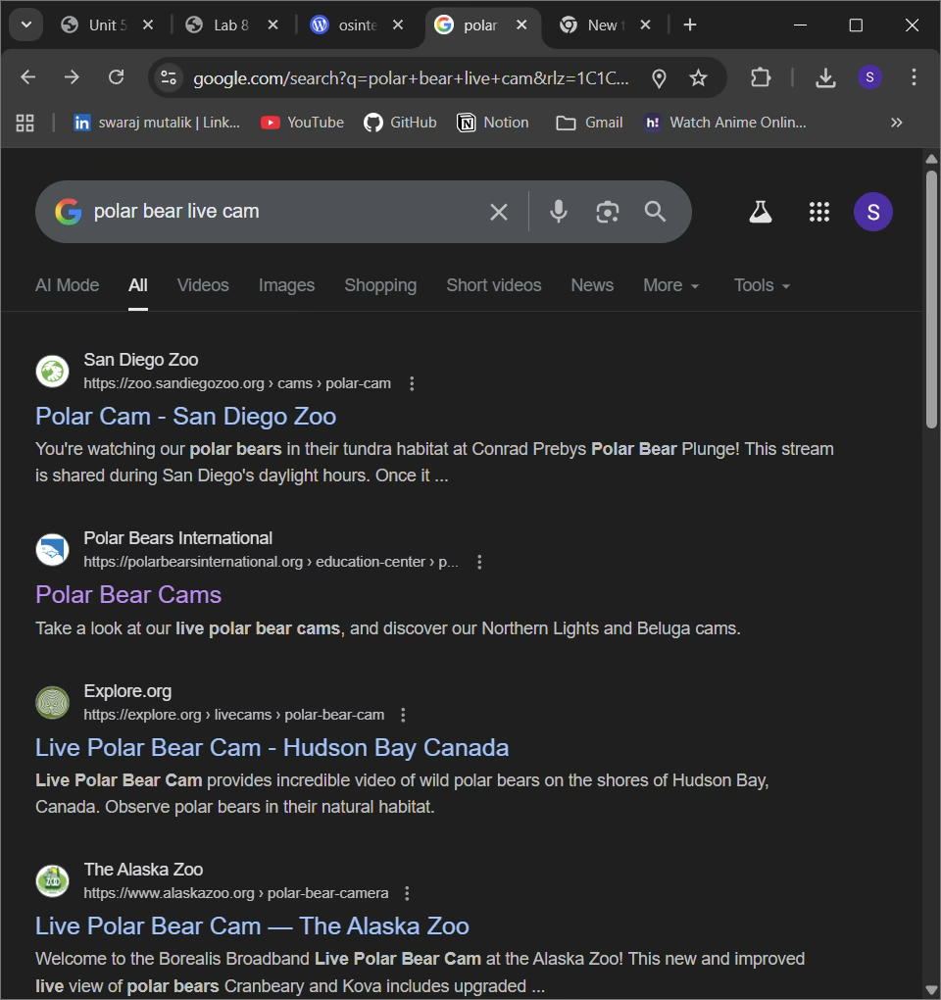 Unit 5
Lab 8
osinte
polar
New t
google.com/search?q=polar+bear+live+cam&rlz=1C1C...
S
in swaraj mutalik | Link...
YouTube
GitHub
Notion
Gmail
h! Watch Anime Onlin...
polar bear live cam
S
AI Mode
All
Videos
Images
Shopping
Short videos
News
More
Tools
San Diego Zoo
https://zoo.sandiegozoo.org › cams › polar-cam
Polar Cam - San Diego Zoo
You're watching our polar bears in their tundra habitat at Conrad Prebys Polar Bear Plunge! This stream
is shared during San Diego's daylight hours. Once it ...
Polar Bears International
https://polarbearsinternational.org › education-center › p...
Polar Bear Cams
Take a look at our live polar bear cams, and discover our Northern Lights and Beluga cams.
Explore.org
https://explore.org › livecams › polar-bear-cam
Live Polar Bear Cam - Hudson Bay Canada
Live Polar Bear Cam provides incredible video of wild polar bears on the shores of Hudson Bay,
Canada. Observe polar bears in their natural habitat.
ZOO
The Alaska Zoo
https://www.alaskazoo.org › polar-bear-camera
Live Polar Bear Cam — The Alaska Zoo
Welcome to the Borealis Broadband Live Polar Bear Cam at the Alaska Zoo! This new and improved
live view of polar bears Cranbeary and Kova includes upgraded ...